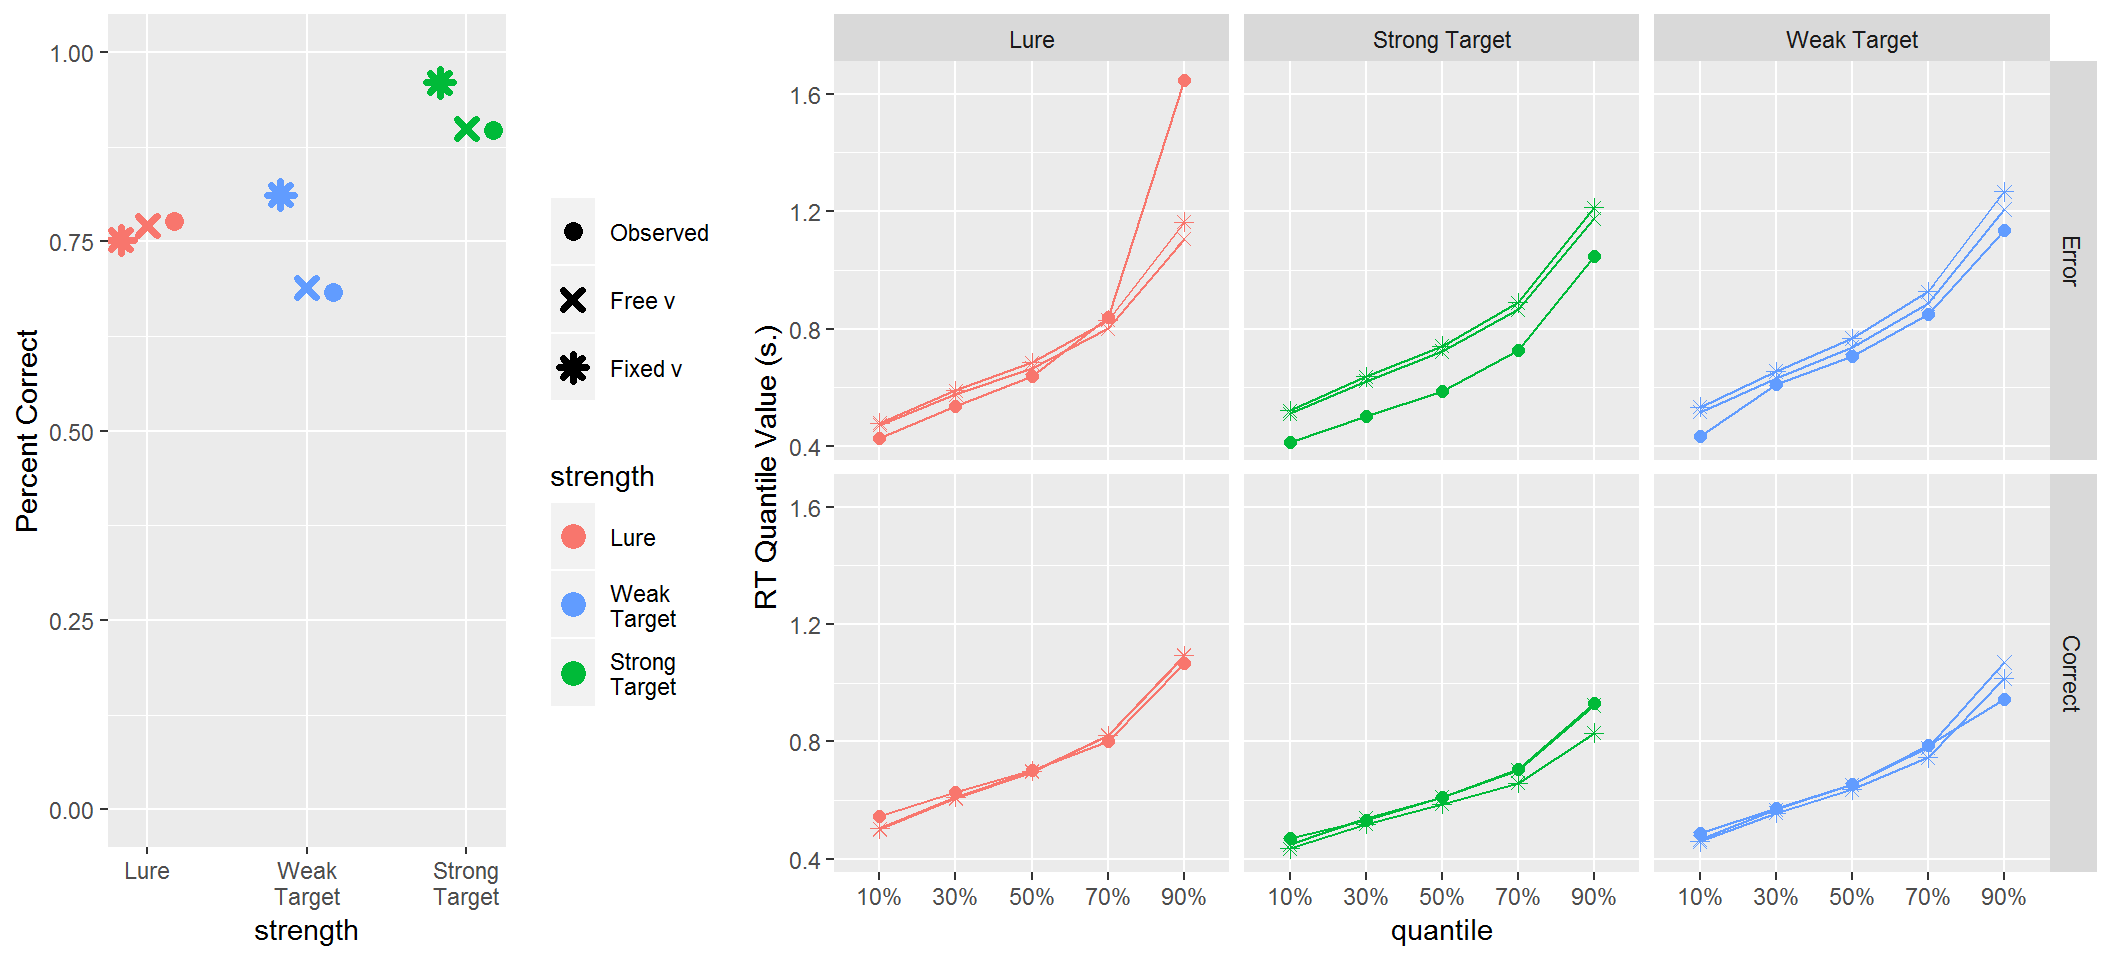 Percent Correct
1.00
0.75
0.50
0.25
0.00
Lure
Weak
Target
Strong
Target
strength
Observed
Free v
Fixed v
strength
Lure
Weak
Target
Strong
Target
RT Quantile Value (s.)
Lure
Strong Target
Weak Target
1.6
1.2
0.8
0.4
Error
1.6
1.2
0.8
0.4
Correct
10% 30% 50% 70% 90%
10% 30% 50% 70% 90%
10% 30% 50% 70% 90%
quantile